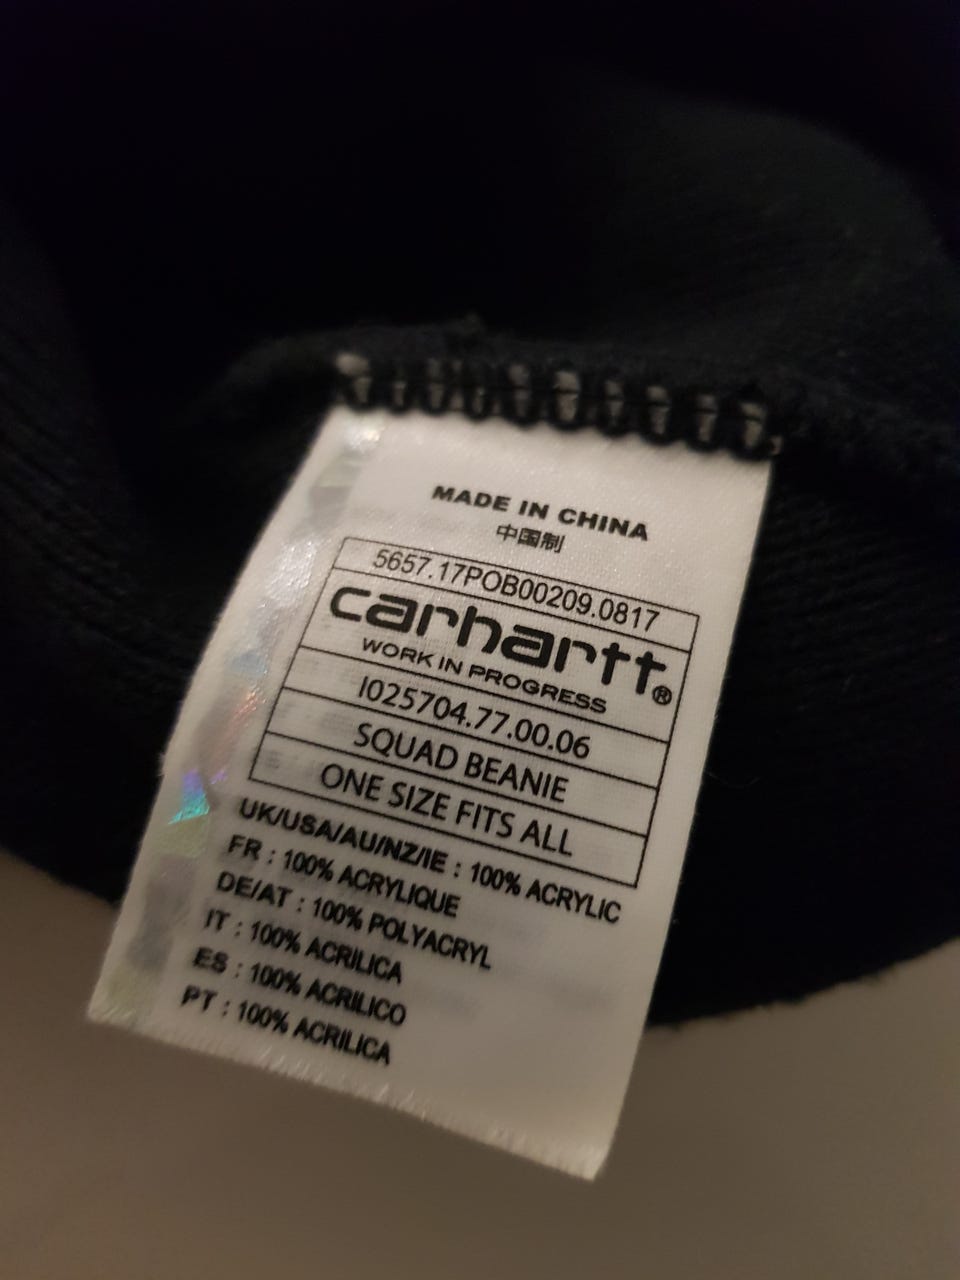 MADE IN CHINA
中国制
5657.17POB00209.0817
carhartt®
WORK IN PROGRESS
I025704.77.00.06
SQUAD BEANIE
ONE SIZE FITS ALL
UK/USA/AU/NZ/IE : 100% ACRYLIC
FR : 100% ACRYLIQUE
DE/AT : 100% POLYACRYL
IT : 100% ACRILICA
ES : 100% ACRILICO
PT : 100% ACRILICA